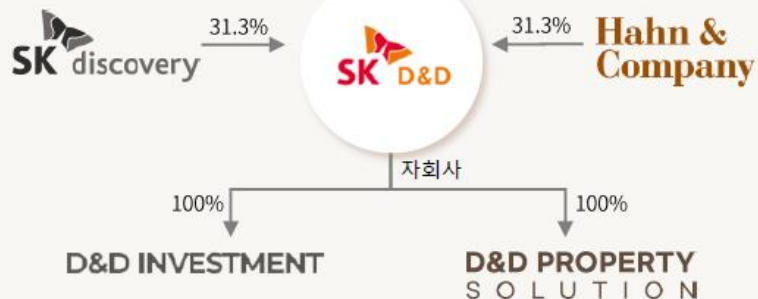 SK discovery
31.3%
SK D&D
31.3%
Hahn &
Company
자회사
100%
100%
D&D INVESTMENT
D&D PROPERTY
SOLUTION